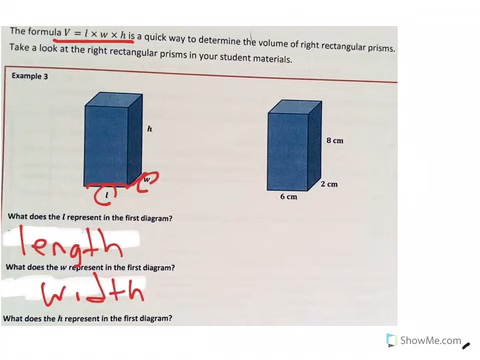 The formula V = l × w × h is a quick way to determine the volume of right rectangular prisms.
Take a look at the right rectangular prisms in your student materials.
Example 3
h
w
l
8 cm
2 cm
6 cm
What does the l represent in the first diagram?
length
What does the w represent in the first diagram?
width
What does the h represent in the first diagram?
ShowMe.com